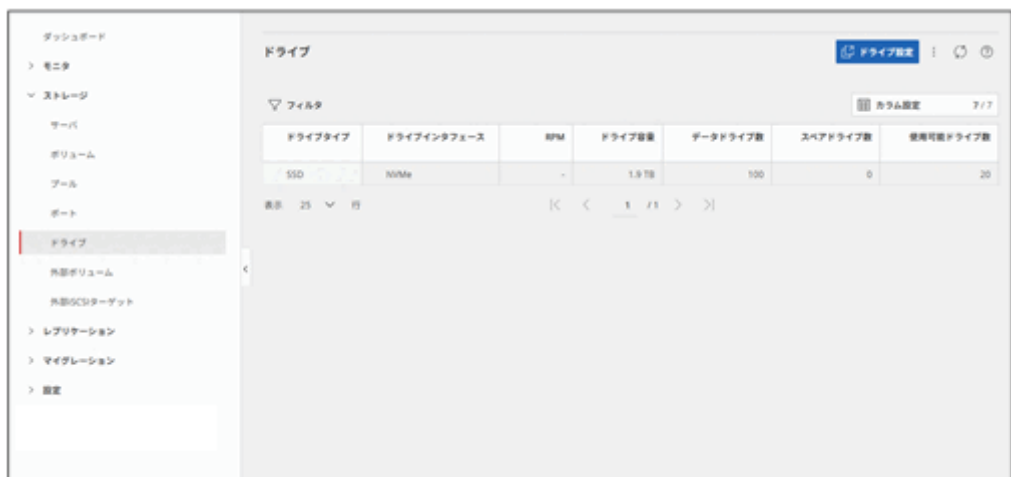 ダッシュボード
モニタ
ストレージ
サーバ
ボリューム
プール
ポート
ドライブ
外部ボリューム
外部iSCSIターゲット
レプリケーション
マイグレーション
設定
ドライブ
ドライブ設定
フィルタ
カラム設定 7/7
ドライブタイプ ドライブインタフェース RPM ドライブ容量 データドライブ数 スペアドライブ数 使用可能ドライブ数
SSD NVMe - 1.9 TB 100 0 20
表示 25 行 1 /1